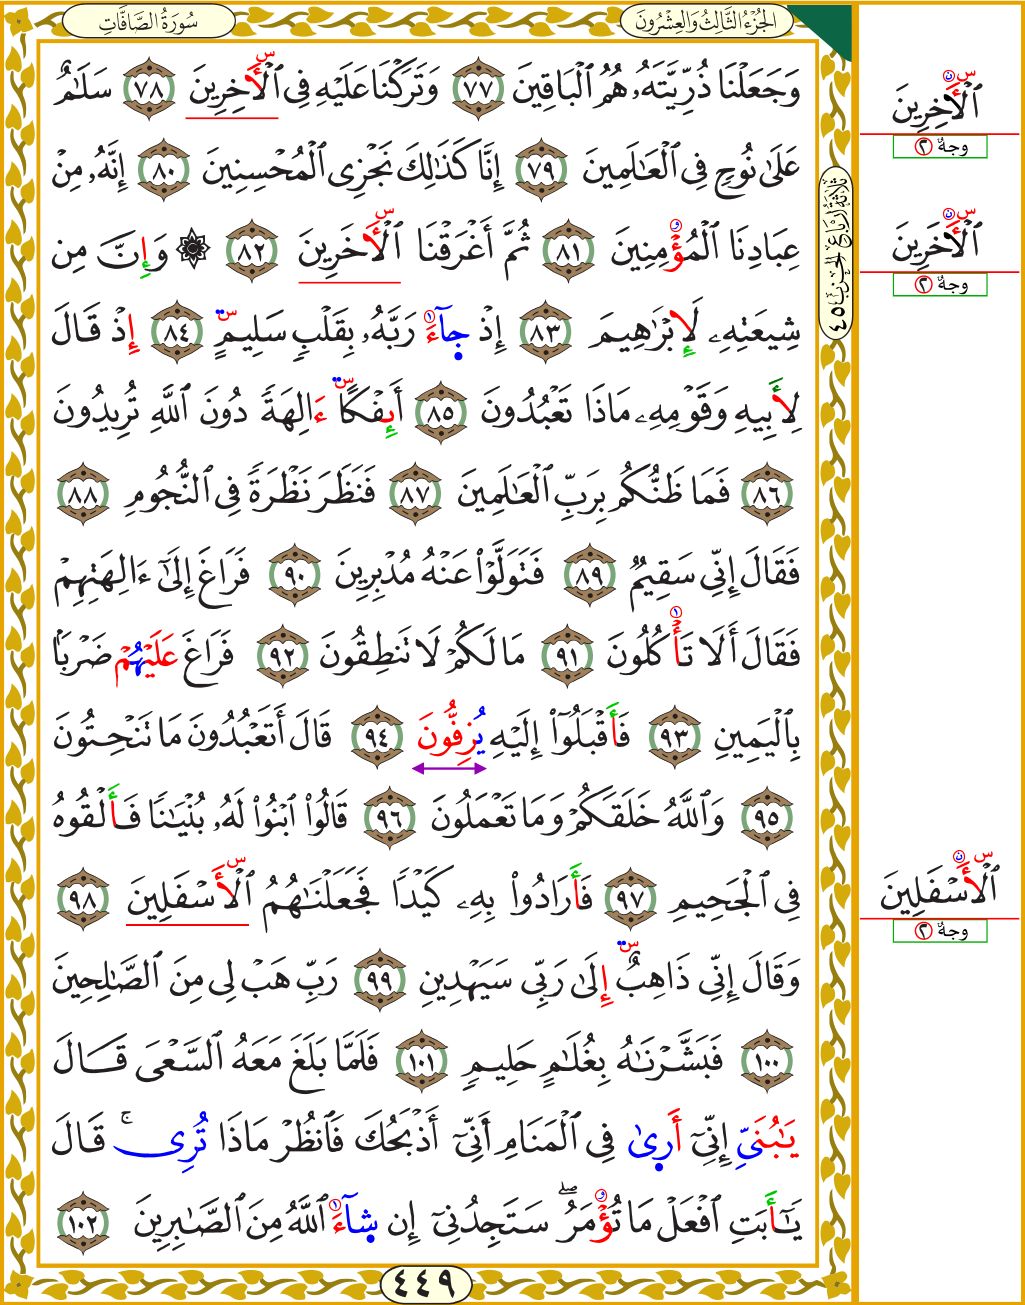 سُورَةُ الصَّافَّاتِ
الجُزْءُ الثَّالِثُ وَالعِشْرُونَ
وَجَعَلْنَا ذُرِّيَّتَهُۥ هُمُ ٱلْبَاقِينَ ٧٧ وَتَرَكْنَا عَلَيْهِ فِى ٱلْأَخِرِينَ ٧٨ سَلَٰمٌ
عَلَىٰ نُوحٍ فِى ٱلْعَٰلَمِينَ ٧٩ إِنَّا كَذَٰلِكَ نَجْزِى ٱلْمُحْسِنِينَ ٨٠ إِنَّهُۥ مِنْ
عِبَادِنَا ٱلْمُؤْمِنِينَ ٨١ ثُمَّ أَغْرَقْنَا ٱلْأَخَرِينَ ٨٢ ۞ وَإِنَّ مِن
شِيعَتِهِۦ لَإِبْرَٰهِيمَ ٨٣ إِذْ جَآءَ رَبَّهُۥ بِقَلْبٍ سَلِيمٍ ٨٤ إِذْ قَالَ
لِأَبِيهِ وَقَوْمِهِۦ مَاذَا تَعْبُدُونَ ٨٥ أَئِفْكًا ءَالِهَةً دُونَ ٱللَّهِ تُرِيدُونَ
٨٦ فَمَا ظَنُّكُم بِرَبِّ ٱلْعَٰلَمِينَ ٨٧ فَنَظَرَ نَظْرَةً فِى ٱلنُّجُومِ ٨٨
فَقَالَ إِنِّى سَقِيمٌ ٨٩ فَتَوَلَّوْا۟ عَنْهُ مُدْبِرِينَ ٩٠ فَرَاغَ إِلَىٰٓ ءَالِهَتِهِمْ
فَقَالَ أَلَا تَأْكُلُونَ ٩١ مَا لَكُمْ لَا تَنطِقُونَ ٩٢ فَرَاغَ عَلَيْهُمْ ضَرْبًۢا
بِٱلْيَمِينِ ٩٣ فَأَقْبَلُوٓا۟ إِلَيْهِ يُزِفُّونَ ٩٤ قَالَ أَتَعْبُدُونَ مَا تَنْحِتُونَ
٩٥ وَٱللَّهُ خَلَقَكُمْ وَمَا تَعْمَلُونَ ٩٦ قَالُوا۟ ٱبْنُوا۟ لَهُۥ بُنْيَٰنًا فَأَلْقُوهُ
فِى ٱلْجَحِيمِ ٩٧ فَأَرَادُوا۟ بِهِۦ كَيْدًا فَجَعَلْنَٰهُمُ ٱلْأَسْفَلِينَ ٩٨
وَقَالَ إِنِّى ذَاهِبٌ إِلَىٰ رَبِّى سَيَهْدِينِ ٩٩ رَبِّ هَبْ لِى مِنَ ٱلصَّٰلِحِينَ
١٠٠ فَبَشَّرْنَٰهُ بِغُلَٰمٍ حَلِيمٍ ١٠١ فَلَمَّا بَلَغَ مَعَهُ ٱلسَّعْىَ قَالَ
يَٰبُنَىِّ إِنِّىٓ أَرِىٰ فِى ٱلْمَنَامِ أَنِّىٓ أَذْبَحُكَ فَٱنظُرْ مَاذَا تُرِى ۚ قَالَ
يَٰٓأَبَتِ ٱفْعَلْ مَا تُؤْمَرُ ۖ سَتَجِدُنِىٓ إِن شَآءَ ٱللَّهُ مِنَ ٱلصَّٰبِرِينَ ١٠٢
٤٤٩
ثلاثة أرباع الحزب ٤٥
ٱلْأَخِرِينَ
وجه ٢
ٱلْأَخَرِينَ
وجه ٢
ٱلْأَسْفَلِينَ
وجه ٢